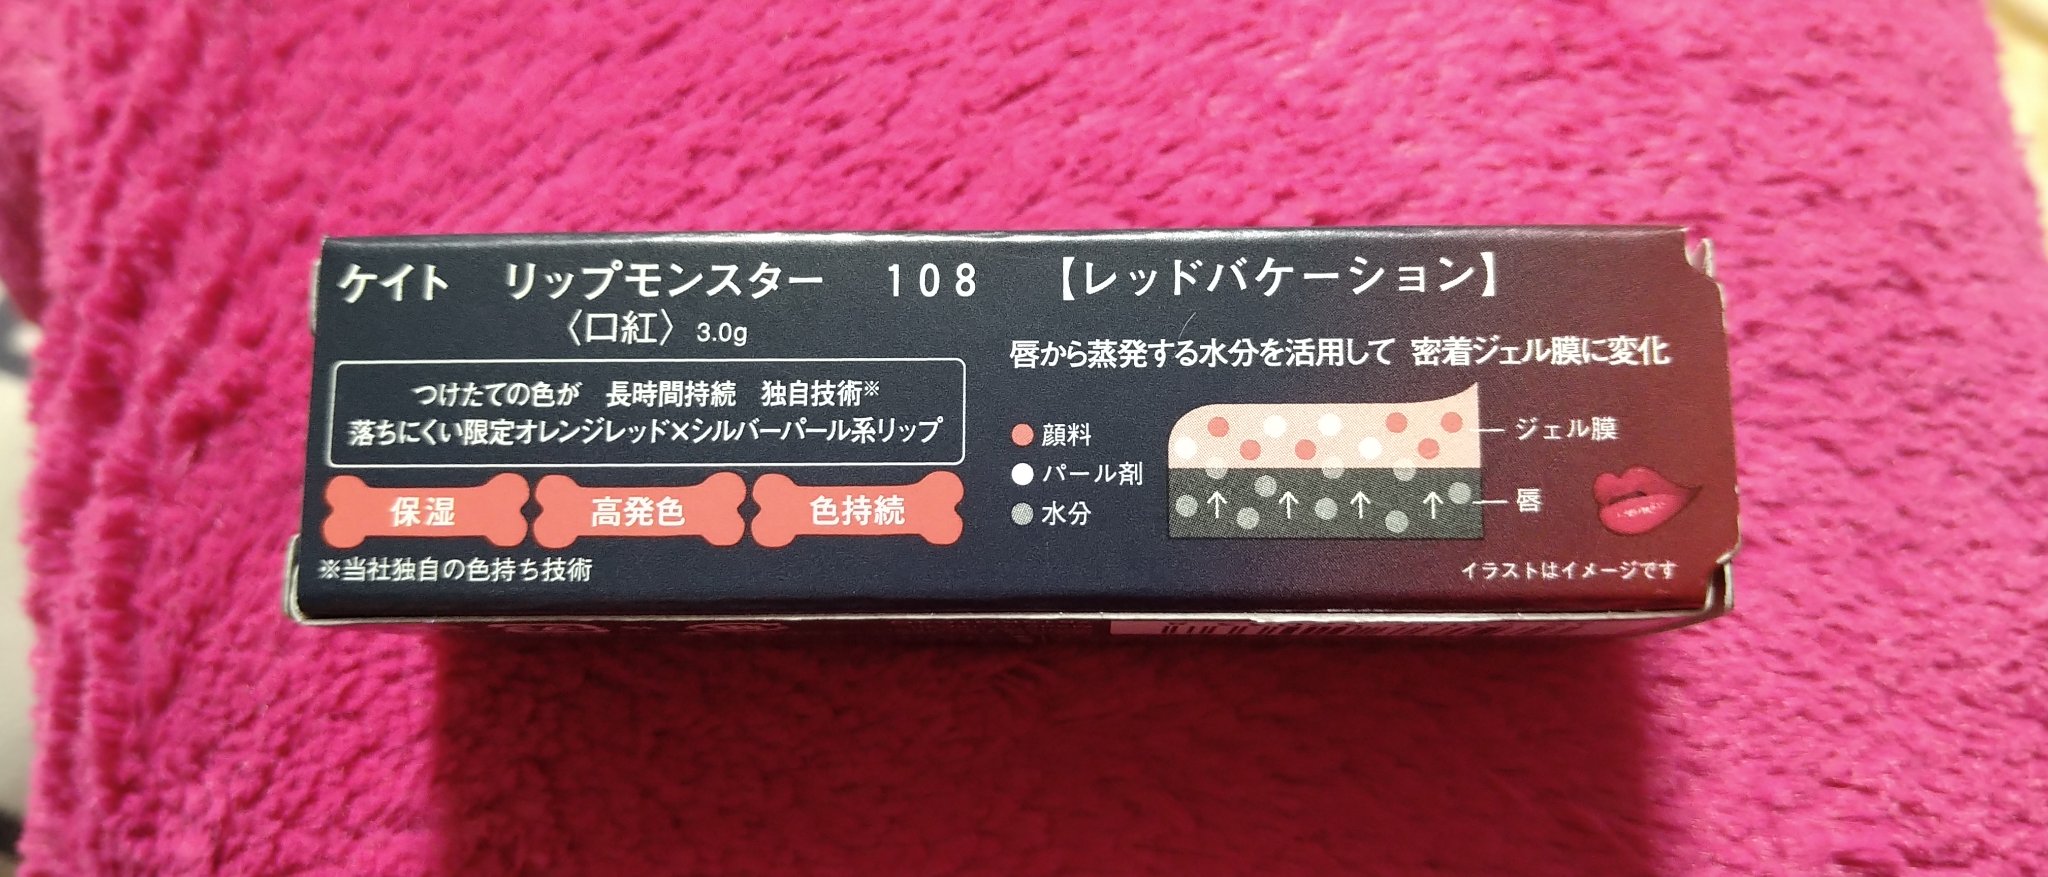 ケイト リップモンスター 108 【レッドバケーション】
〈口紅〉3.0g
つけたての色が 長時間持続 独自技術※
落ちにくい限定オレンジレッド×シルバーパール系リップ
保湿 高発色 色持続
※当社独自の色持ち技術
唇から蒸発する水分を活用して 密着ジェル膜に変化
顔料
パール剤
水分
ジェル膜
唇
イラストはイメージです